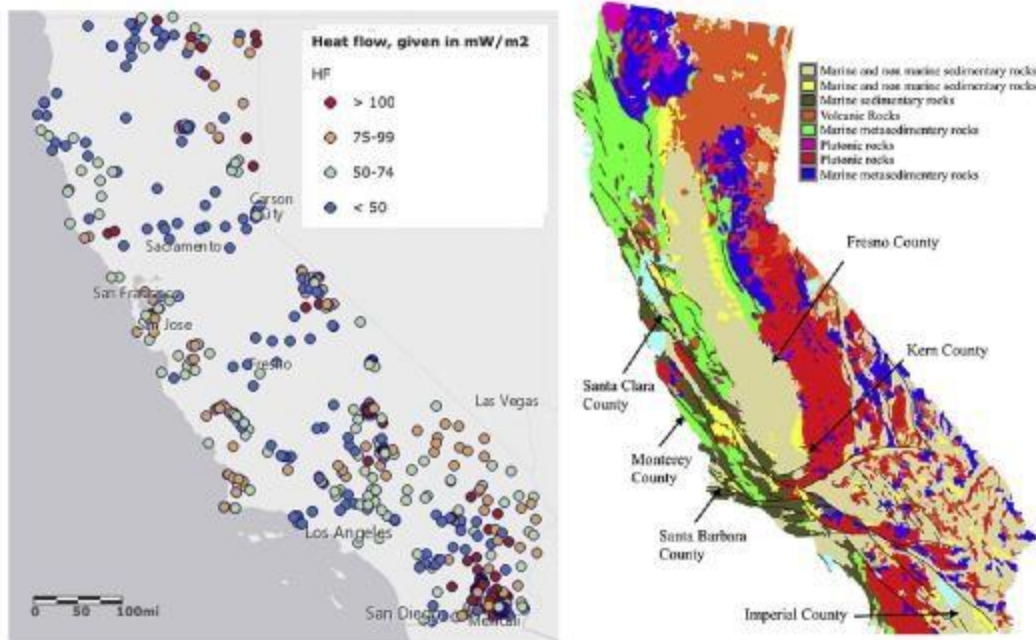 Heat flow, given in mW/m2
HF
> 100
75-99
50-74
< 50
Carson
City
Sacramento
San Francisco
San Jose
Fresno
Las Vegas
Los Angeles
San Diego
Mexicali
0 50 100mi
Marine and non marine sedimentary rocks
Marine and non marine sedimentary rocks
Marine sedimentary rocks
Volcanic Rocks
Marine metasedimentary rocks
Plutonic rocks
Plutonic rocks
Marine metasedimentary rocks
Fresno County
Kern County
Santa Clara
County
Monterey
County
Santa Barbara
County
Imperial County